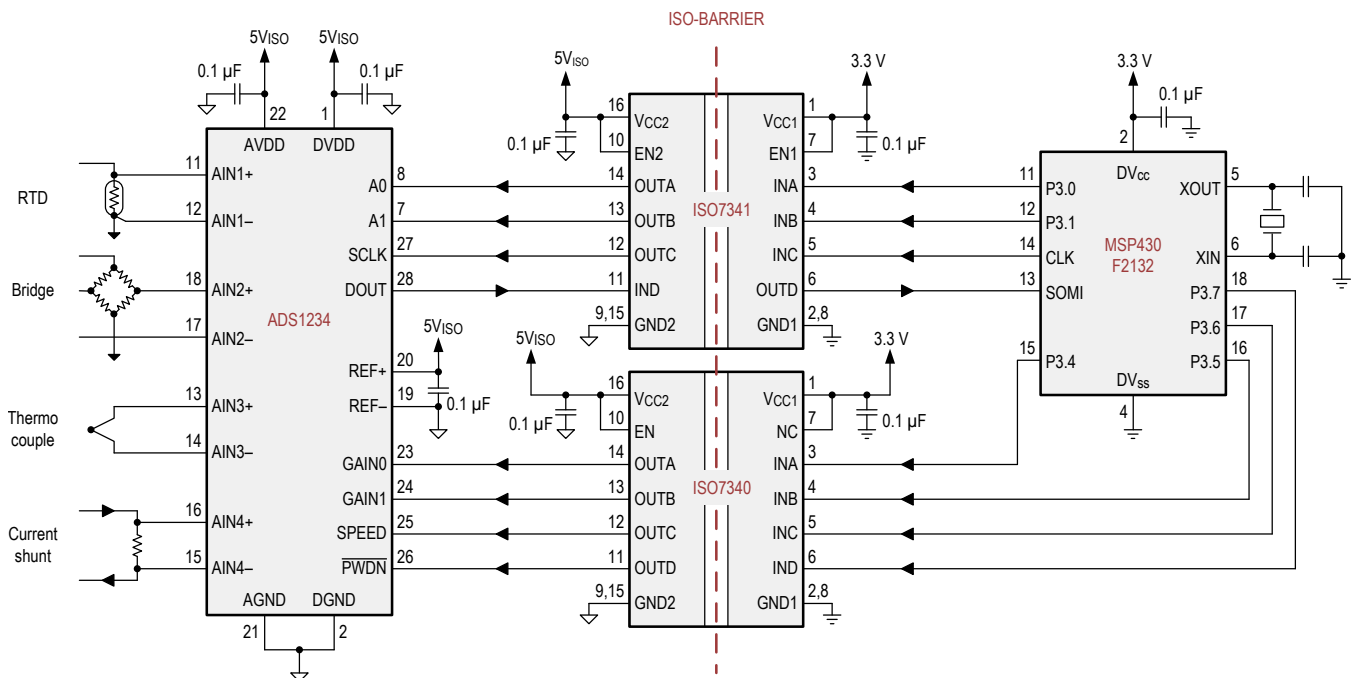 ISO-BARRIER
5VISO
5VISO
0.1 µF
0.1 µF
22
1
AVDD
DVDD
RTD
11
AIN1+
12
AIN1–
Bridge
18
AIN2+
17
AIN2–
Thermo
couple
13
AIN3+
14
AIN3–
Current
shunt
16
AIN4+
15
AIN4–
ADS1234
A0
8
A1
7
SCLK
27
DOUT
28
REF+
20
REF–
19
5VISO
0.1 µF
GAIN0
23
GAIN1
24
SPEED
25
PWDN
26
AGND
DGND
21
2
5VISO
0.1 µF
16
VCC2
10
EN2
14
OUTA
13
OUTB
12
OUTC
11
IND
9,15
GND2
ISO7341
3.3 V
0.1 µF
1
VCC1
7
EN1
3
INA
4
INB
5
INC
6
OUTD
2,8
GND1
5VISO
0.1 µF
16
VCC2
10
EN
14
OUTA
13
OUTB
12
OUTC
11
OUTD
9,15
GND2
ISO7340
3.3 V
0.1 µF
1
VCC1
7
NC
3
INA
4
INB
5
INC
6
IND
2,8
GND1
3.3 V
0.1 µF
2
DVcc
11
P3.0
12
P3.1
14
CLK
13
SOMI
15
P3.4
MSP430
F2132
XOUT
5
XIN
6
P3.7
18
P3.6
17
P3.5
16
DVss
4